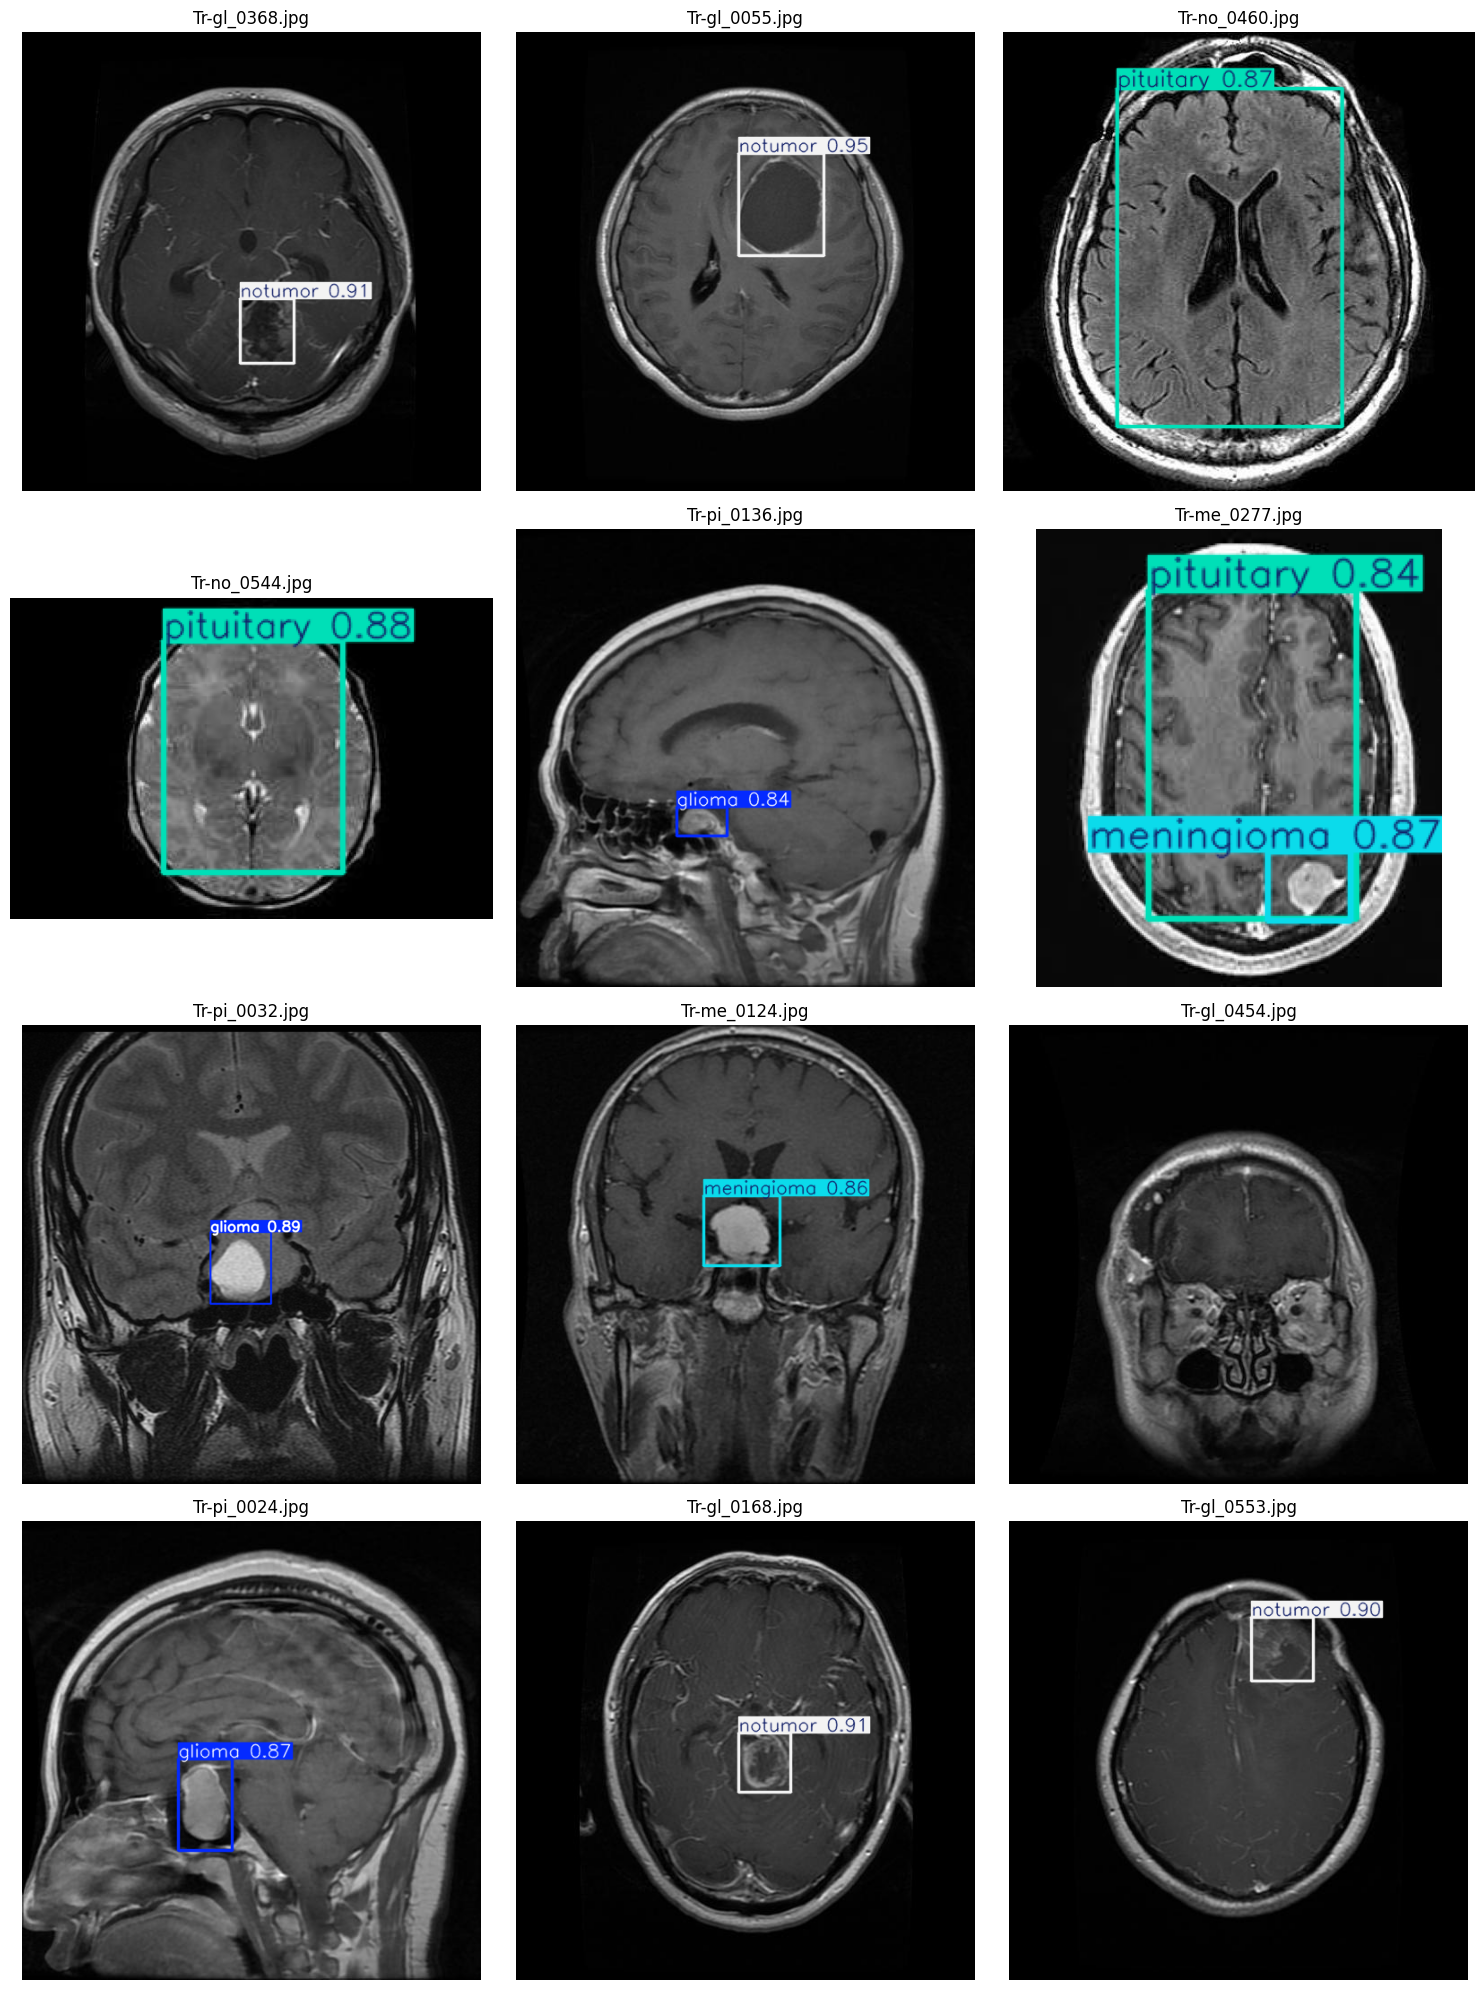 Tr-gl_0368.jpg
Tr-gl_0055.jpg
Tr-no_0460.jpg
notumor 0.91
notumor 0.95
pituitary 0.87
Tr-no_0544.jpg
Tr-pi_0136.jpg
Tr-me_0277.jpg
pituitary 0.88
glioma 0.84
pituitary 0.84
meningioma 0.87
Tr-pi_0032.jpg
Tr-me_0124.jpg
Tr-gl_0454.jpg
glioma 0.89
meningioma 0.86
Tr-pi_0024.jpg
Tr-gl_0168.jpg
Tr-gl_0553.jpg
glioma 0.87
notumor 0.91
notumor 0.90